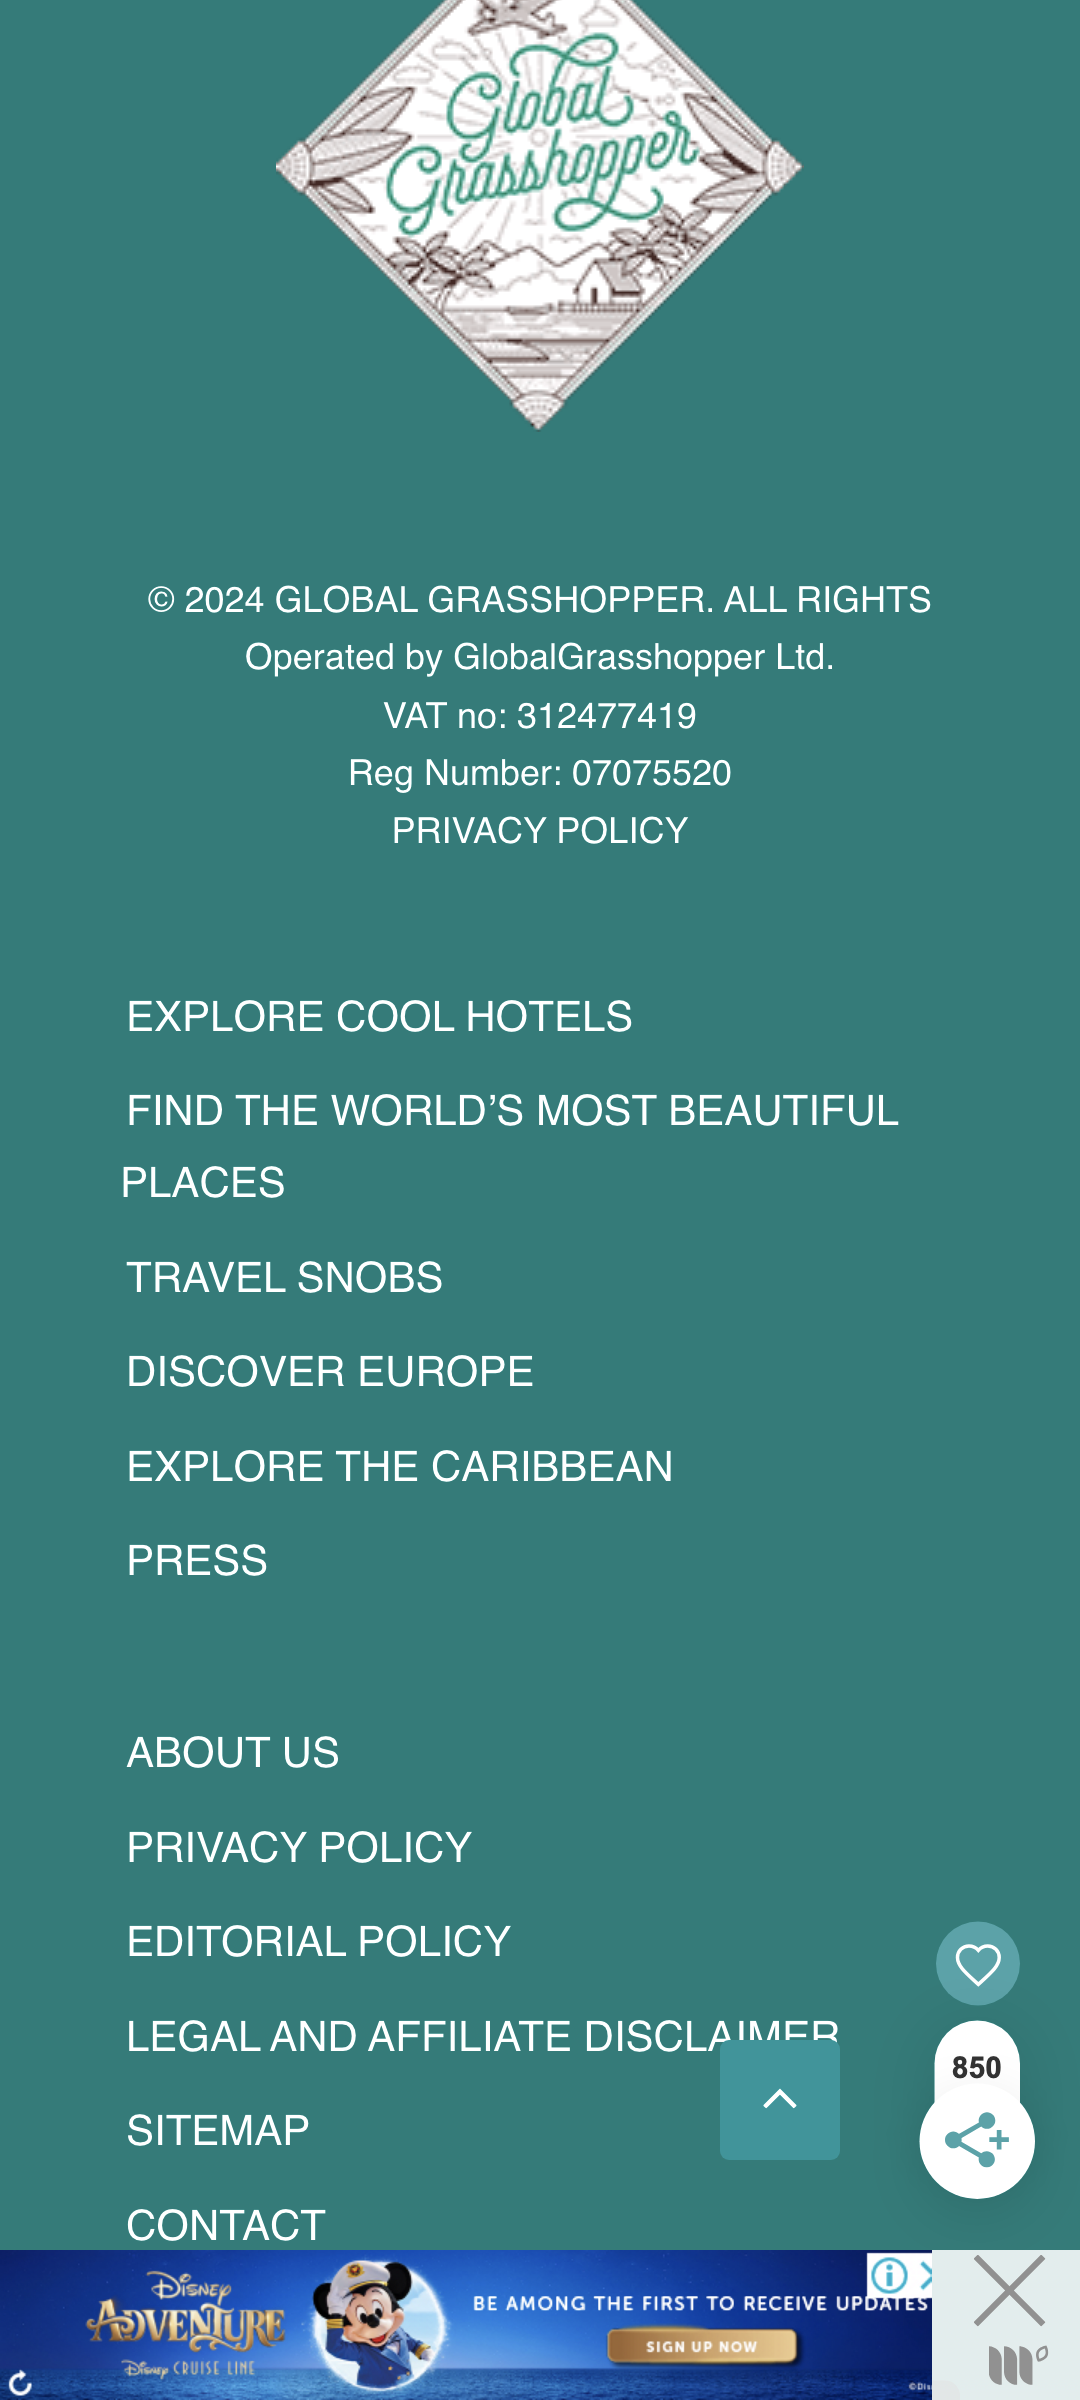 Global
Grasshopper
© 2024 GLOBAL GRASSHOPPER. ALL RIGHTS
Operated by GlobalGrasshopper Ltd.
VAT no: 312477419
Reg Number: 07075520
PRIVACY POLICY
EXPLORE COOL HOTELS
FIND THE WORLD’S MOST BEAUTIFUL
PLACES
TRAVEL SNOBS
DISCOVER EUROPE
EXPLORE THE CARIBBEAN
PRESS
ABOUT US
PRIVACY POLICY
EDITORIAL POLICY
LEGAL AND AFFILIATE DISCLAIMER
850
SITEMAP
CONTACT
Disney
ADVENTURE
Disney CRUISE LINE
BE AMONG THE FIRST TO RECEIVE UPDATES
SIGN UP NOW